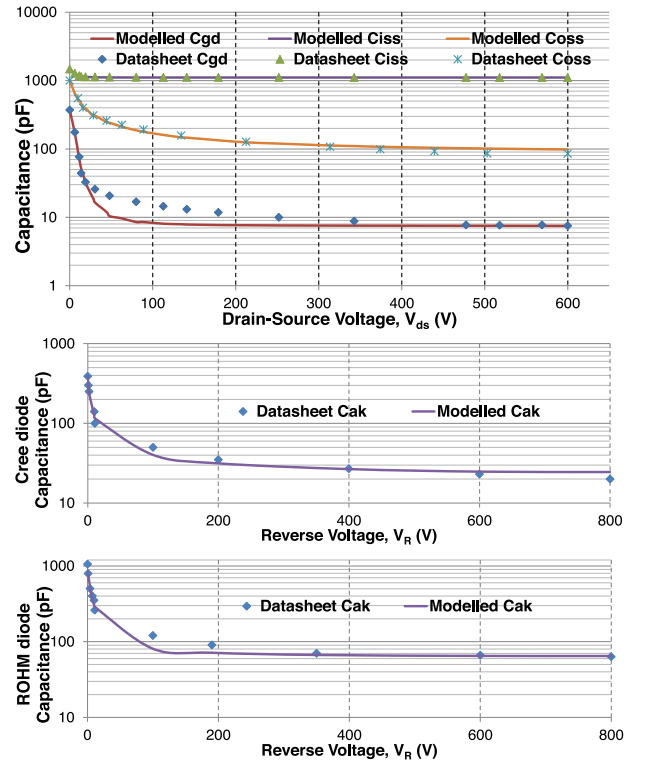 10000
1000
100
10
1
Capacitance (pF)
Modelled Cgd
Modelled Ciss
Modelled Coss
Datasheet Cgd
Datasheet Ciss
Datasheet Coss
0 100 200 300 400 500 600
Drain-Source Voltage, Vds (V)
1000
100
10
Cree diode
Capacitance (pF)
Datasheet Cak
Modelled Cak
0 200 400 600 800
Reverse Voltage, VR (V)
1000
100
10
ROHM diode
Capacitance (pF)
Datasheet Cak
Modelled Cak
0 200 400 600 800
Reverse Voltage, VR (V)